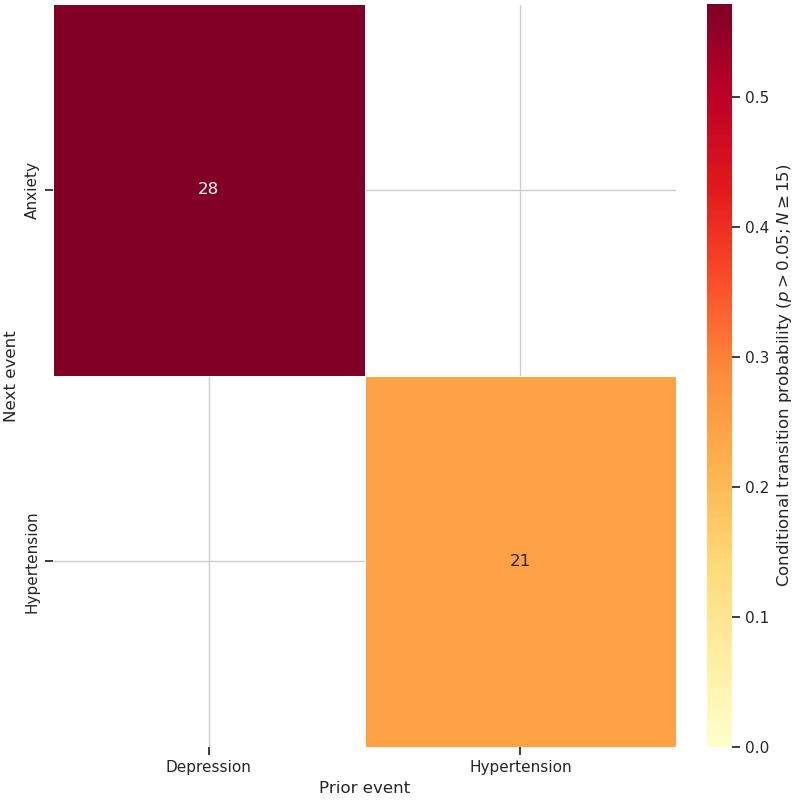 28
21
Anxiety
Hypertension
Next event
Depression
Hypertension
Prior event
0.5
0.4
0.3
0.2
0.1
0.0
Conditional transition probability (p > 0.05; N ≥ 15)